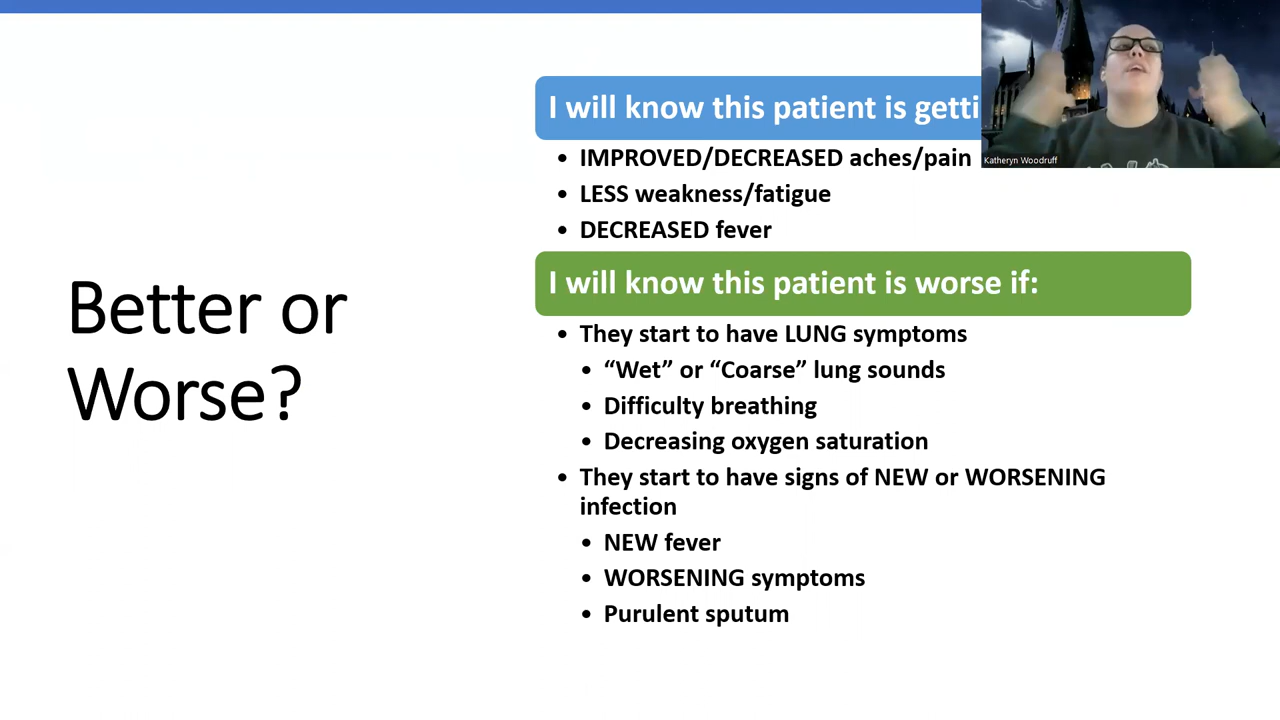 I will know this patient is getti
Katheryn Woodruff
• IMPROVED/DECREASED aches/pain
• LESS weakness/fatigue
• DECREASED fever
I will know this patient is worse if:
Better or
Worse?
• They start to have LUNG symptoms
• “Wet” or “Coarse” lung sounds
• Difficulty breathing
• Decreasing oxygen saturation
• They start to have signs of NEW or WORSENING
infection
• NEW fever
• WORSENING symptoms
• Purulent sputum